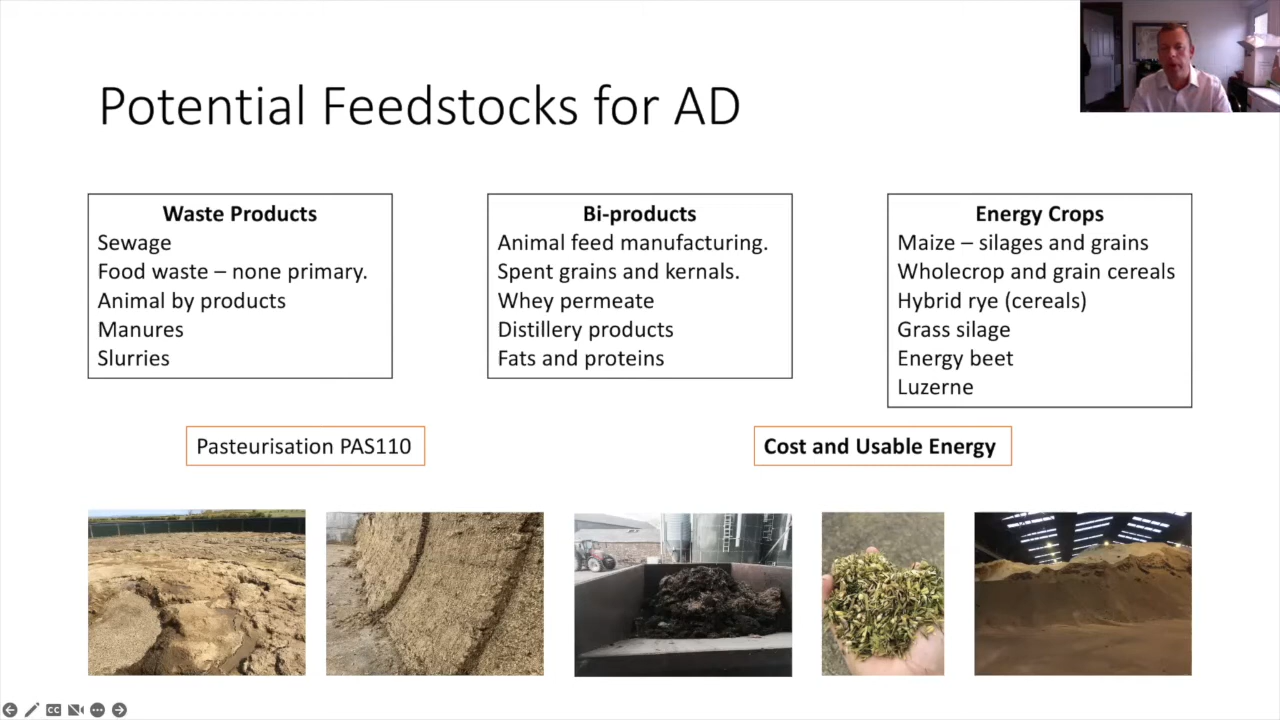 Potential Feedstocks for AD
Waste Products
Sewage
Food waste – none primary.
Animal by products
Manures
Slurries
Bi-products
Animal feed manufacturing.
Spent grains and kernals.
Whey permeate
Distillery products
Fats and proteins
Energy Crops
Maize – silages and grains
Wholecrop and grain cereals
Hybrid rye (cereals)
Grass silage
Energy beet
Luzerne
Pasteurisation PAS110
Cost and Usable Energy
CC